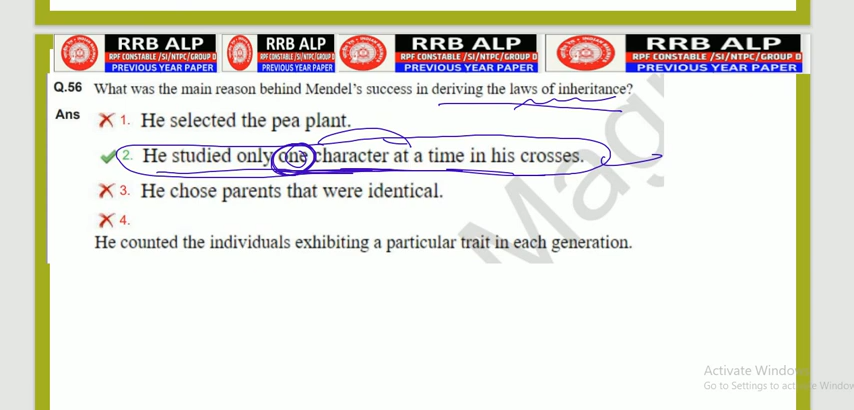 RRB ALP RRB ALP RRB ALP RRB ALP
RPF CONSTABLE /SI/NTPC/GROUP D RPF CONSTABLE /SI/NTPC/GROUP D RPF CONSTABLE /SI/NTPC/GROUP D RPF CONSTABLE /SI/NTPC/GROUP D
PREVIOUS YEAR PAPER PREVIOUS YEAR PAPER PREVIOUS YEAR PAPER PREVIOUS YEAR PAPER
Q.56 What was the main reason behind Mendel's success in deriving the laws of inheritance?
Ans 1. He selected the pea plant.
2. He studied only one character at a time in his crosses.
3. He chose parents that were identical.
4.
He counted the individuals exhibiting a particular trait in each generation.
Mag
Activate Windows
Go to Settings to activate Windows